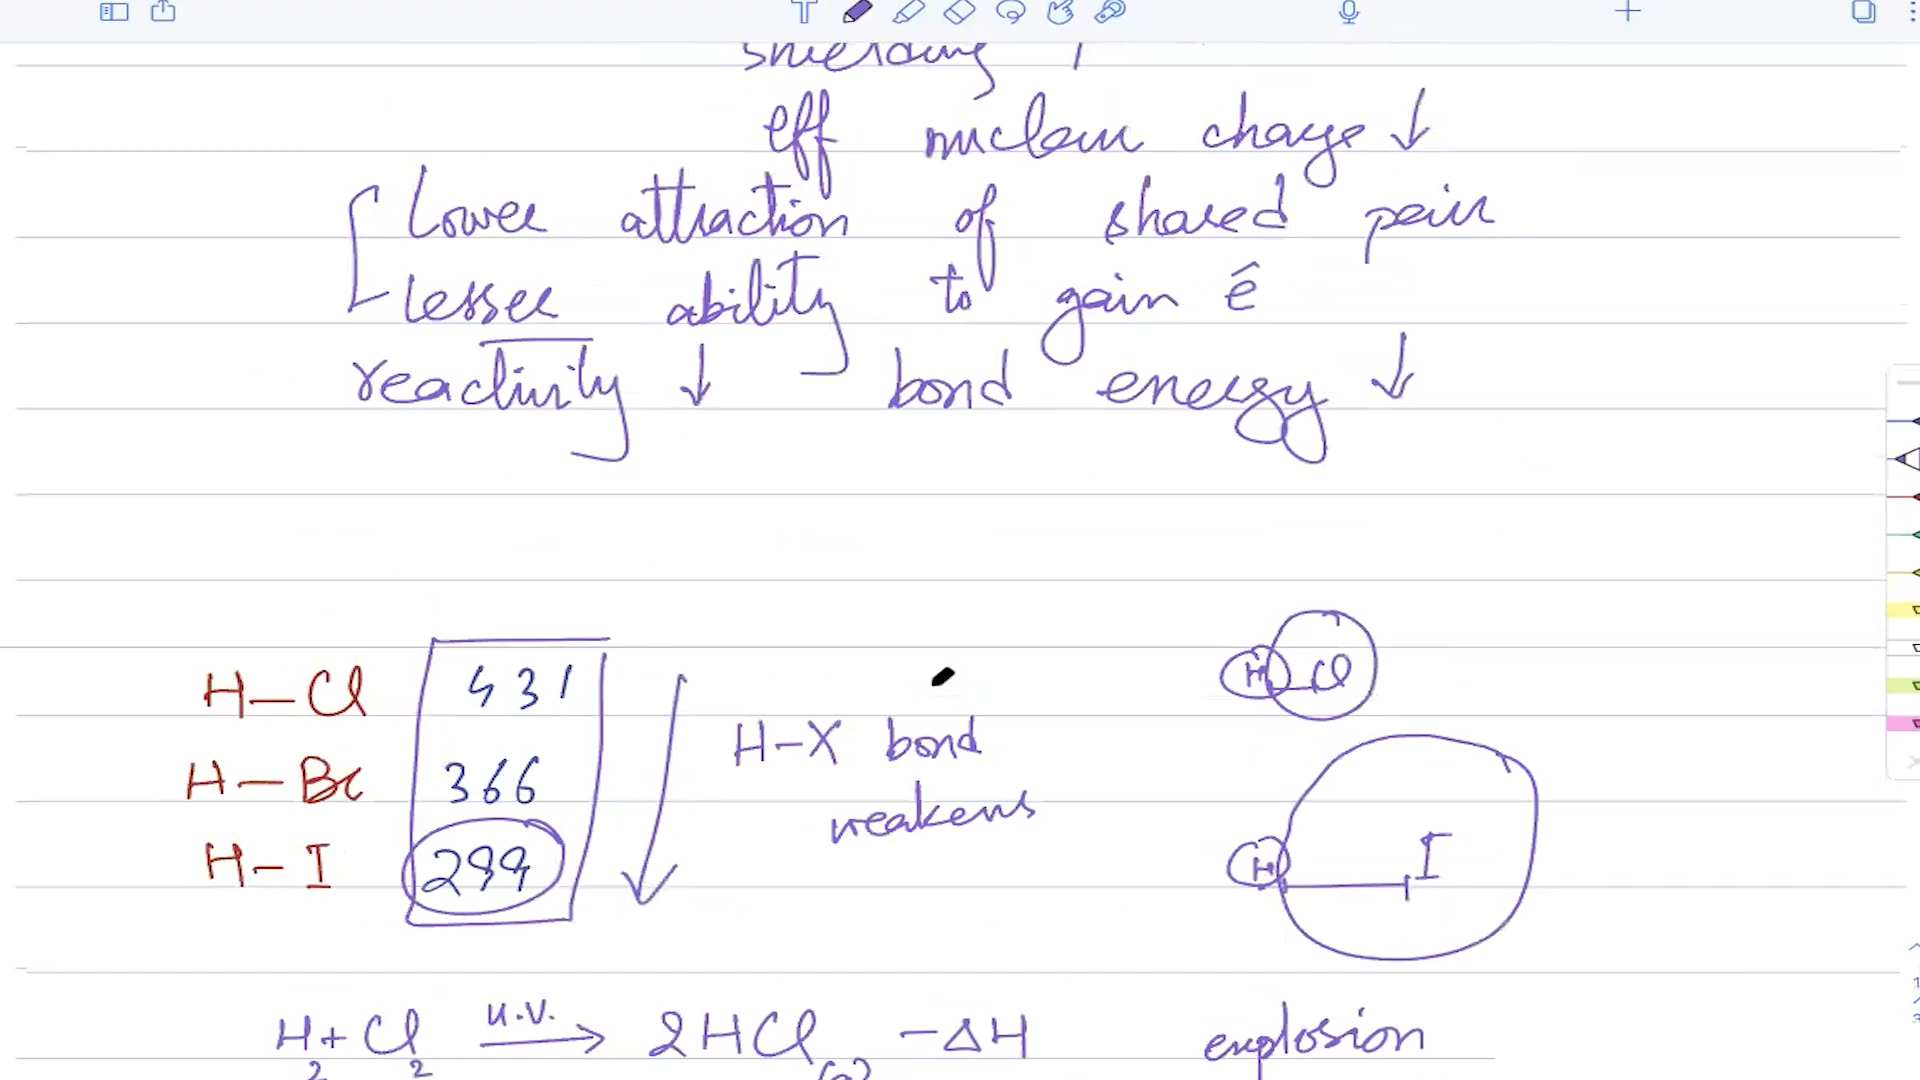 shielding ↑
eff nuclear charge ↓
Lower attraction of shared pair
lesser ability to gain ē
reactivity ↓ bond energy ↓
H–Cl 431
H–Br 366
H–I 299
H–X bond
weakens
H Cl
H I
H₂ + Cl₂ u.v. → 2HCl(g) –ΔH explosion